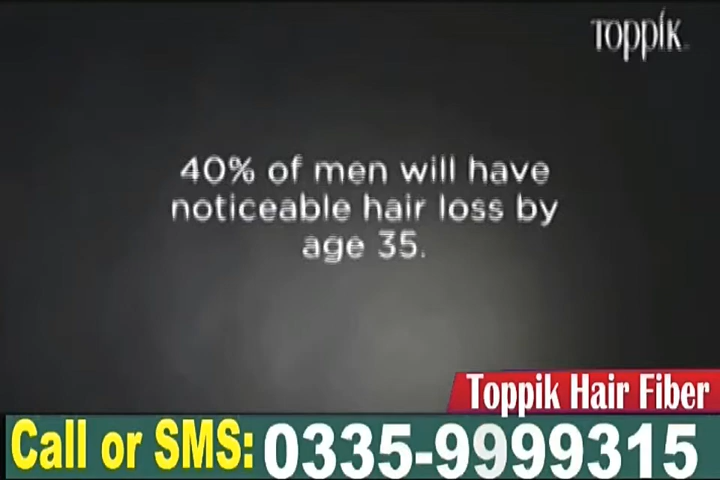 Toppik
40% of men will have
noticeable hair loss by
age 35.
Toppik Hair Fiber
Call or SMS: 0335-9999315